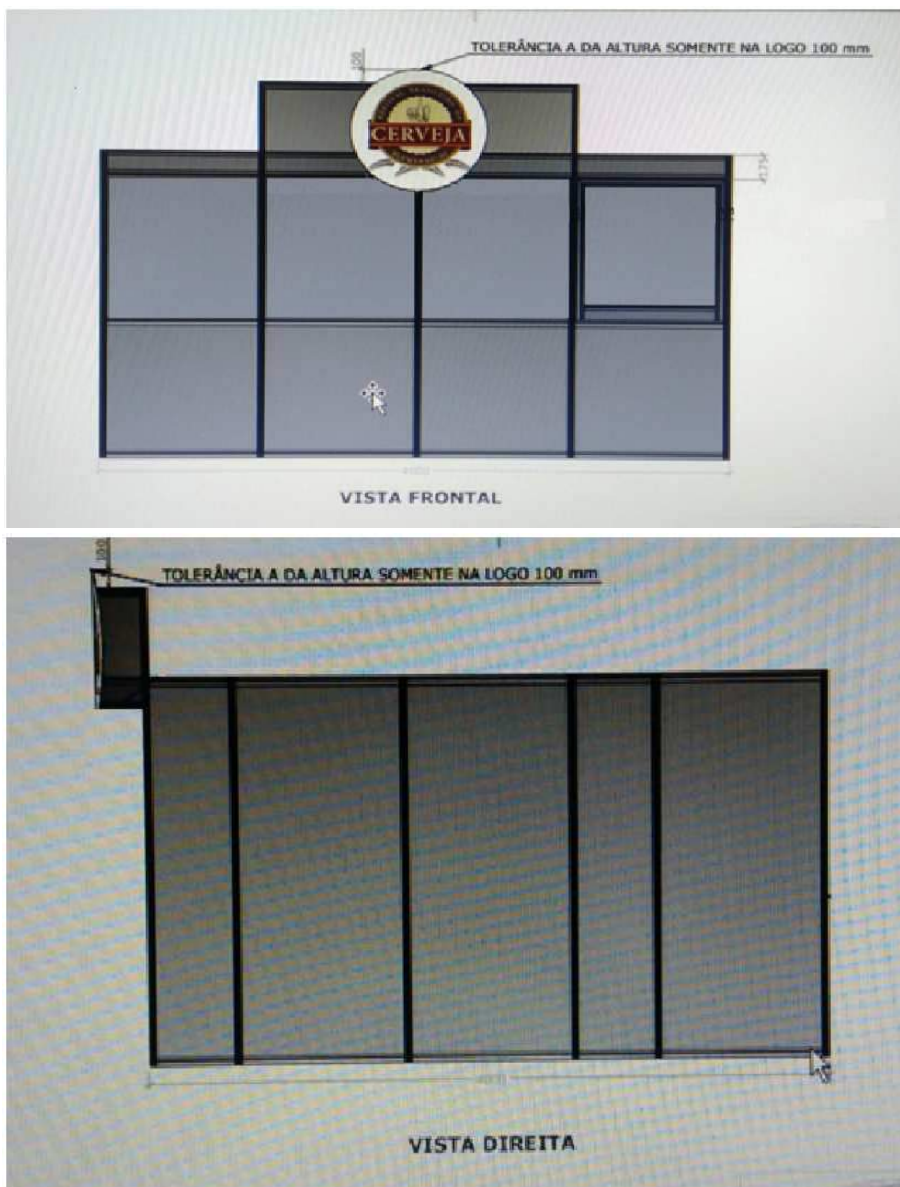 TOLERÂNCIA A DA ALTURA SOMENTE NA LOGO 100 mm
100
CERVEJA
175
VISTA FRONTAL
100
TOLERÂNCIA A DA ALTURA SOMENTE NA LOGO 100 mm
VISTA DIREITA